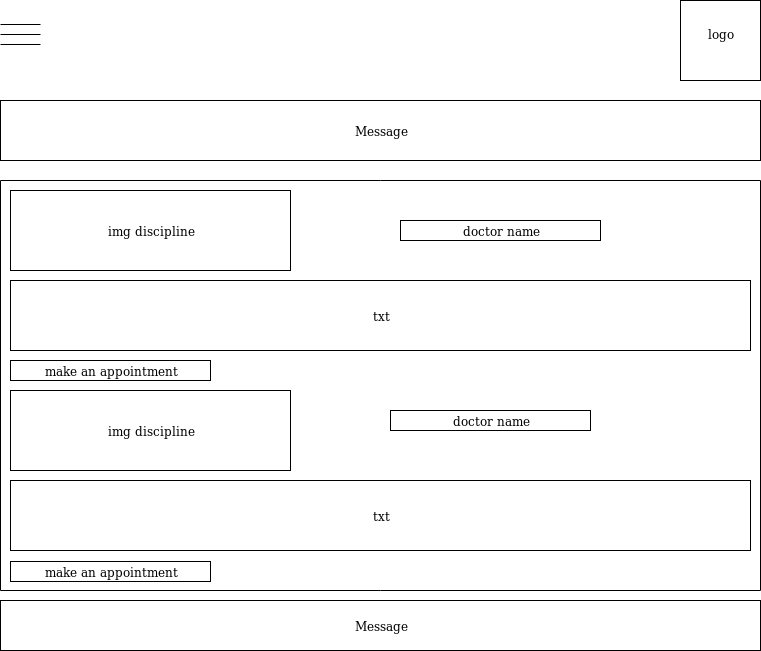 logo
Message
img discipline
doctor name
txt
make an appointment
img discipline
doctor name
txt
make an appointment
Message